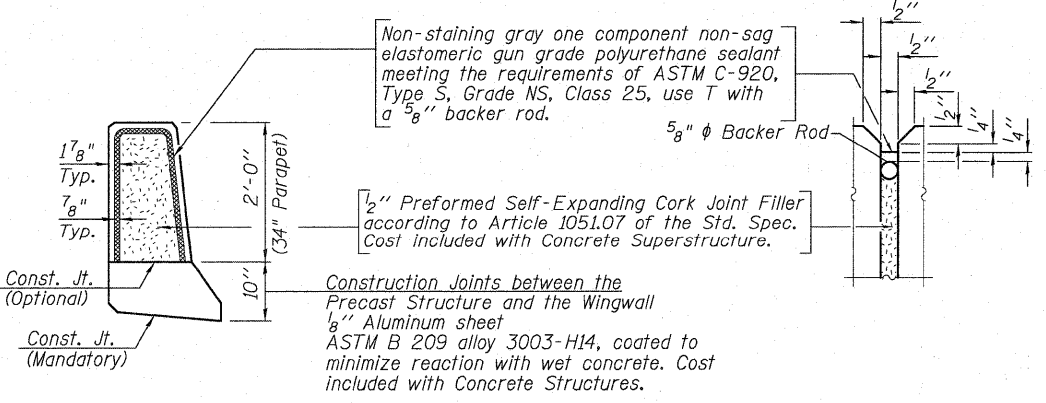 Non-staining gray one component non-sag
elastomeric gun grade polyurethane sealant
meeting the requirements of ASTM C-920,
Type S, Grade NS, Class 25, use T with
a 5/8" backer rod.
1/2"
1/2"
1/2"
1/2"
1/4"
1/4"
5/8" ϕ Backer Rod
1 7/8"
Typ.
7/8"
Typ.
2'-0"
(34" Parapet)
10"
1/2" Preformed Self-Expanding Cork Joint Filler
according to Article 1051.07 of the Std. Spec.
Cost included with Concrete Superstructure.
Const. Jt.
(Optional)
Const. Jt.
(Mandatory)
Construction Joints between the
Precast Structure and the Wingwall
1/8" Aluminum sheet
ASTM B 209 alloy 3003-H14, coated to
minimize reaction with wet concrete. Cost
included with Concrete Structures.